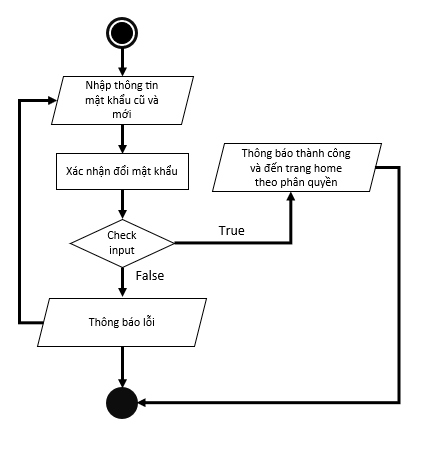 Nhập thông tin
mật khẩu cũ và
mới
Xác nhận đổi mật khẩu
Thông báo thành công
và đến trang home
theo phân quyền
Check
input
True
False
Thông báo lỗi